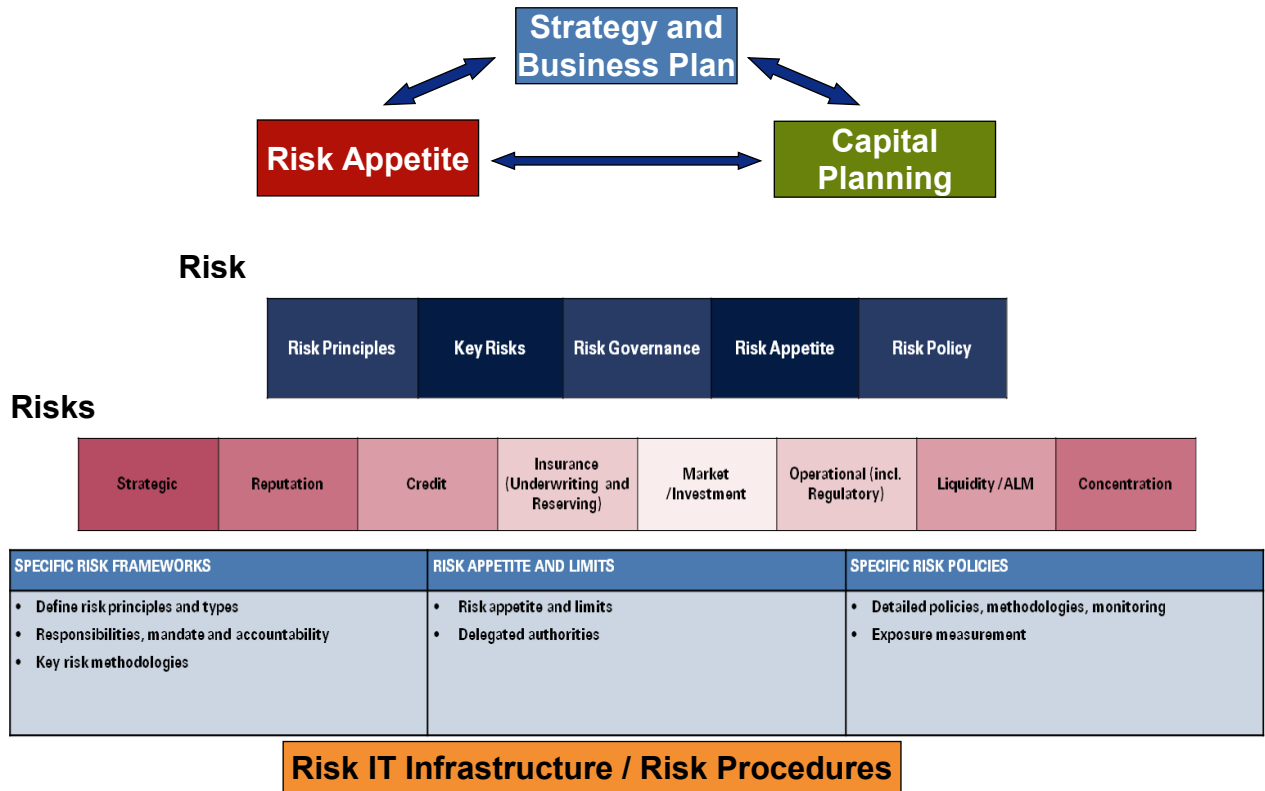 Strategy and
Business Plan
Risk Appetite
Capital
Planning
Risk
Risk Principles
Key Risks
Risk Governance
Risk Appetite
Risk Policy
Risks
Strategic
Reputation
Credit
Insurance
(Underwriting and
Reserving)
Market
/Investment
Operational (incl.
Regulatory)
Liquidity /ALM
Concentration
SPECIFIC RISK FRAMEWORKS
• Define risk principles and types
• Responsibilities, mandate and accountability
• Key risk methodologies
RISK APPETITE AND LIMITS
• Risk appetite and limits
• Delegated authorities
SPECIFIC RISK POLICIES
• Detailed policies, methodologies, monitoring
• Exposure measurement
Risk IT Infrastructure / Risk Procedures